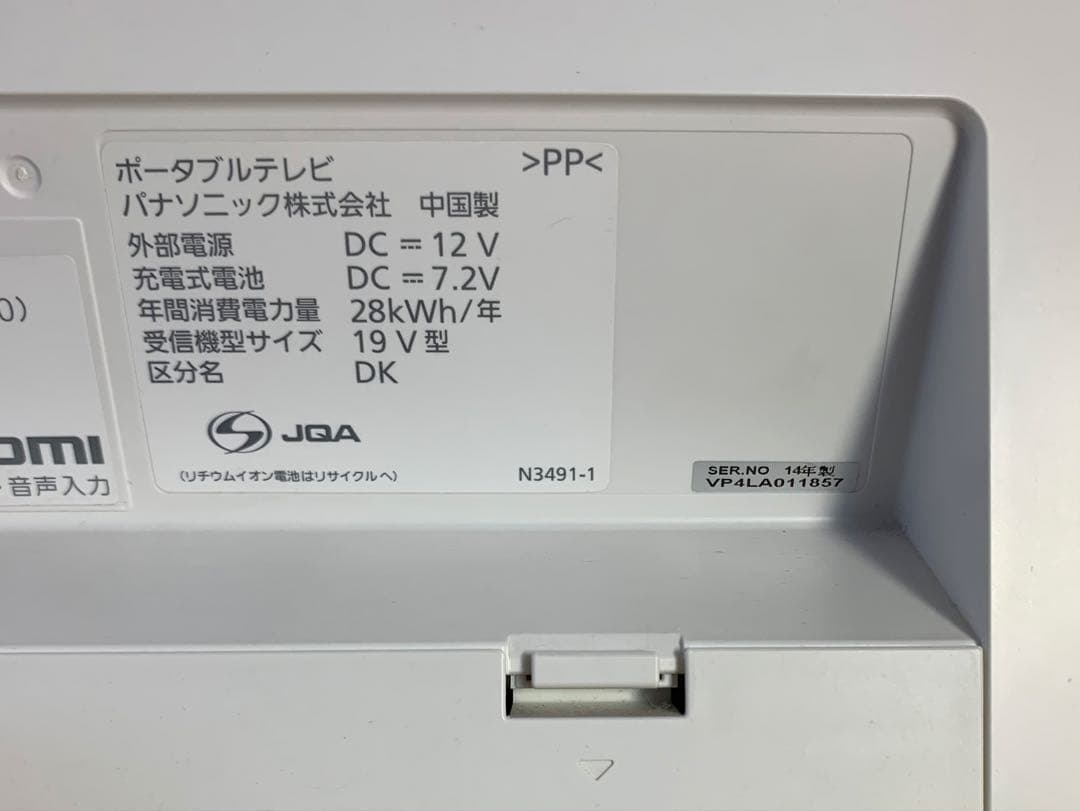 ポータブルテレビ >PP<
パナソニック株式会社 中国製
外部電源 DC ⎓ 12 V
充電式電池 DC ⎓ 7.2V
年間消費電力量 28kWh/年
受信機型サイズ 19 V 型
区分名 DK
JQA
(リチウムイオン電池はリサイクルへ) N3491-1
0)
omi
・音声入力
SER.NO 14年製
VP4LA011857